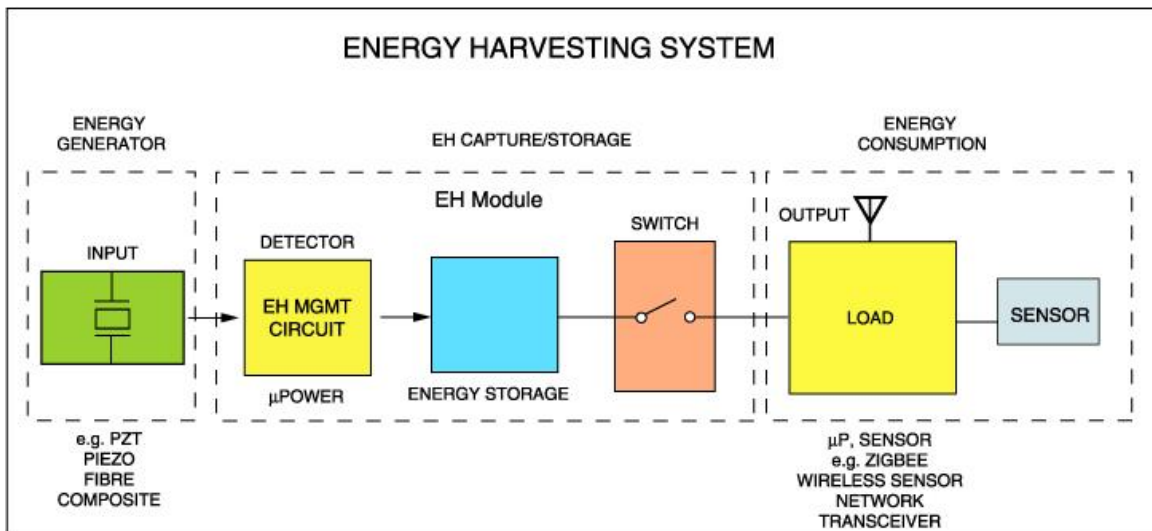 ENERGY HARVESTING SYSTEM
ENERGY
GENERATOR
EH CAPTURE/STORAGE
ENERGY
CONSUMPTION
EH Module
INPUT
DETECTOR
EH MGMT
CIRCUIT
μPOWER
ENERGY STORAGE
SWITCH
OUTPUT
LOAD
SENSOR
e.g. PZT
PIEZO
FIBRE
COMPOSITE
μP, SENSOR
e.g. ZIGBEE
WIRELESS SENSOR
NETWORK
TRANSCEIVER